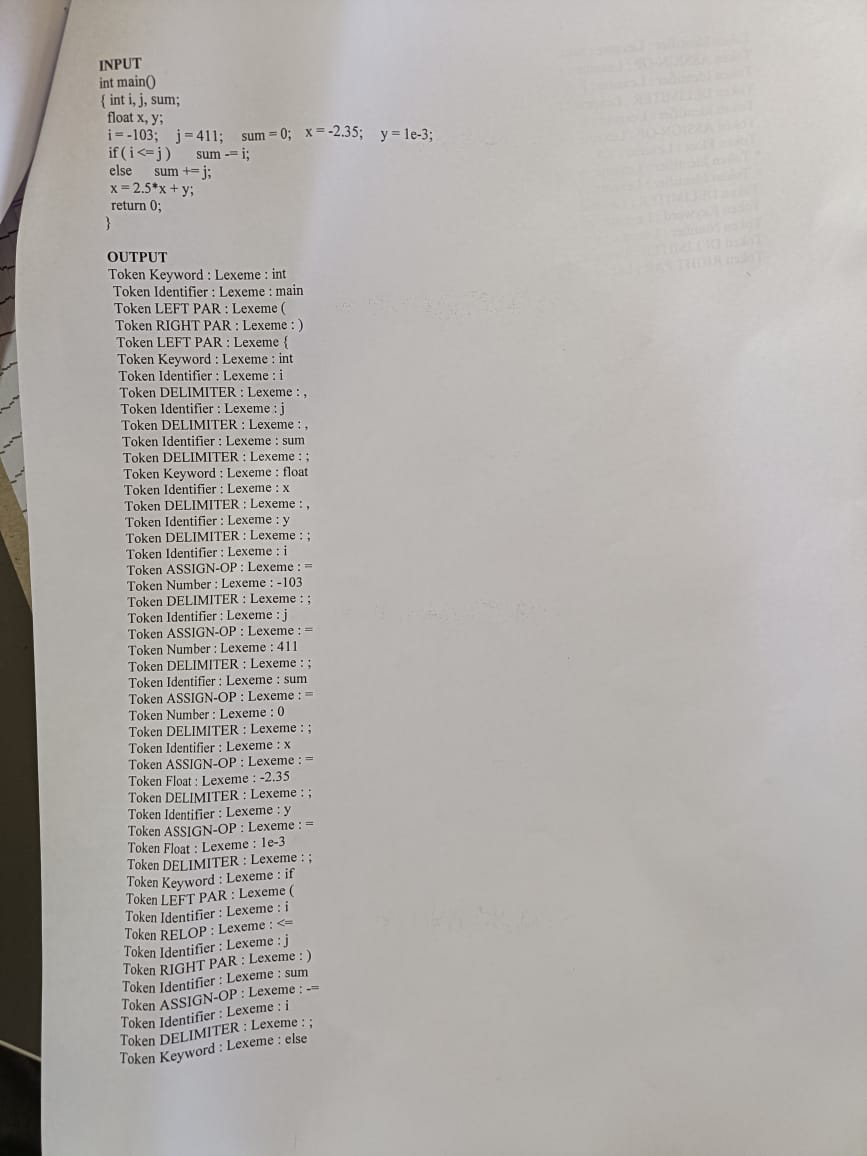 INPUT
int main()
{ int i, j, sum;
float x, y;
i = -103; j = 411; sum = 0; x = -2.35; y = 1e-3;
if ( i <= j ) sum -= i;
else sum += j;
x = 2.5*x + y;
return 0;
}
OUTPUT
Token Keyword : Lexeme : int
Token Identifier : Lexeme : main
Token LEFT PAR : Lexeme (
Token RIGHT PAR : Lexeme : )
Token LEFT PAR : Lexeme {
Token Keyword : Lexeme : int
Token Identifier : Lexeme : i
Token DELIMITER : Lexeme : ,
Token Identifier : Lexeme : j
Token DELIMITER : Lexeme : ,
Token Identifier : Lexeme : sum
Token DELIMITER : Lexeme : ;
Token Keyword : Lexeme : float
Token Identifier : Lexeme : x
Token DELIMITER : Lexeme : ,
Token Identifier : Lexeme : y
Token DELIMITER : Lexeme : ;
Token Identifier : Lexeme : i
Token ASSIGN-OP : Lexeme : =
Token Number : Lexeme : -103
Token DELIMITER : Lexeme : ;
Token Identifier : Lexeme : j
Token ASSIGN-OP : Lexeme : =
Token Number : Lexeme : 411
Token DELIMITER : Lexeme : ;
Token Identifier : Lexeme : sum
Token ASSIGN-OP : Lexeme : =
Token Number : Lexeme : 0
Token DELIMITER : Lexeme : ;
Token Identifier : Lexeme : x
Token ASSIGN-OP : Lexeme : =
Token Float : Lexeme : -2.35
Token DELIMITER : Lexeme : ;
Token Identifier : Lexeme : y
Token ASSIGN-OP : Lexeme : =
Token Float : Lexeme : 1e-3
Token DELIMITER : Lexeme : ;
Token Keyword : Lexeme : if
Token LEFT PAR : Lexeme (
Token Identifier : Lexeme : i
Token RELOP : Lexeme : <=
Token Identifier : Lexeme : j
Token RIGHT PAR : Lexeme : )
Token Identifier : Lexeme : sum
Token ASSIGN-OP : Lexeme : -=
Token Identifier : Lexeme : i
Token DELIMITER : Lexeme : ;
Token Keyword : Lexeme : else